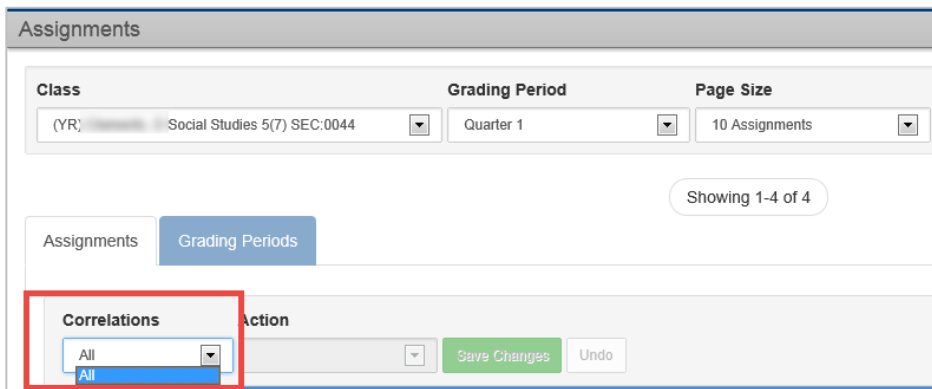 Assignments
Class Grading Period Page Size
(YR) Social Studies 5(7) SEC:0044 Quarter 1 10 Assignments
Showing 1-4 of 4
Assignments Grading Periods
Correlations Action
All Save Changes Undo
All